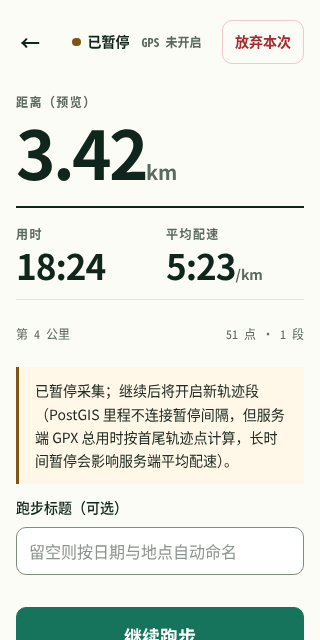 ← 已暂停 GPS 未开启 放弃本次
距离（预览）
3.42km
用时 平均配速
18:24 5:23/km
第 4 公里 51 点 · 1 段
已暂停采集；继续后将开启新轨迹段
（PostGIS 里程不连接暂停间隔，但服务
端 GPX 总用时按首尾轨迹点计算，长时
间暂停会影响服务端平均配速）。
跑步标题（可选）
留空则按日期与地点自动命名
继续跑步